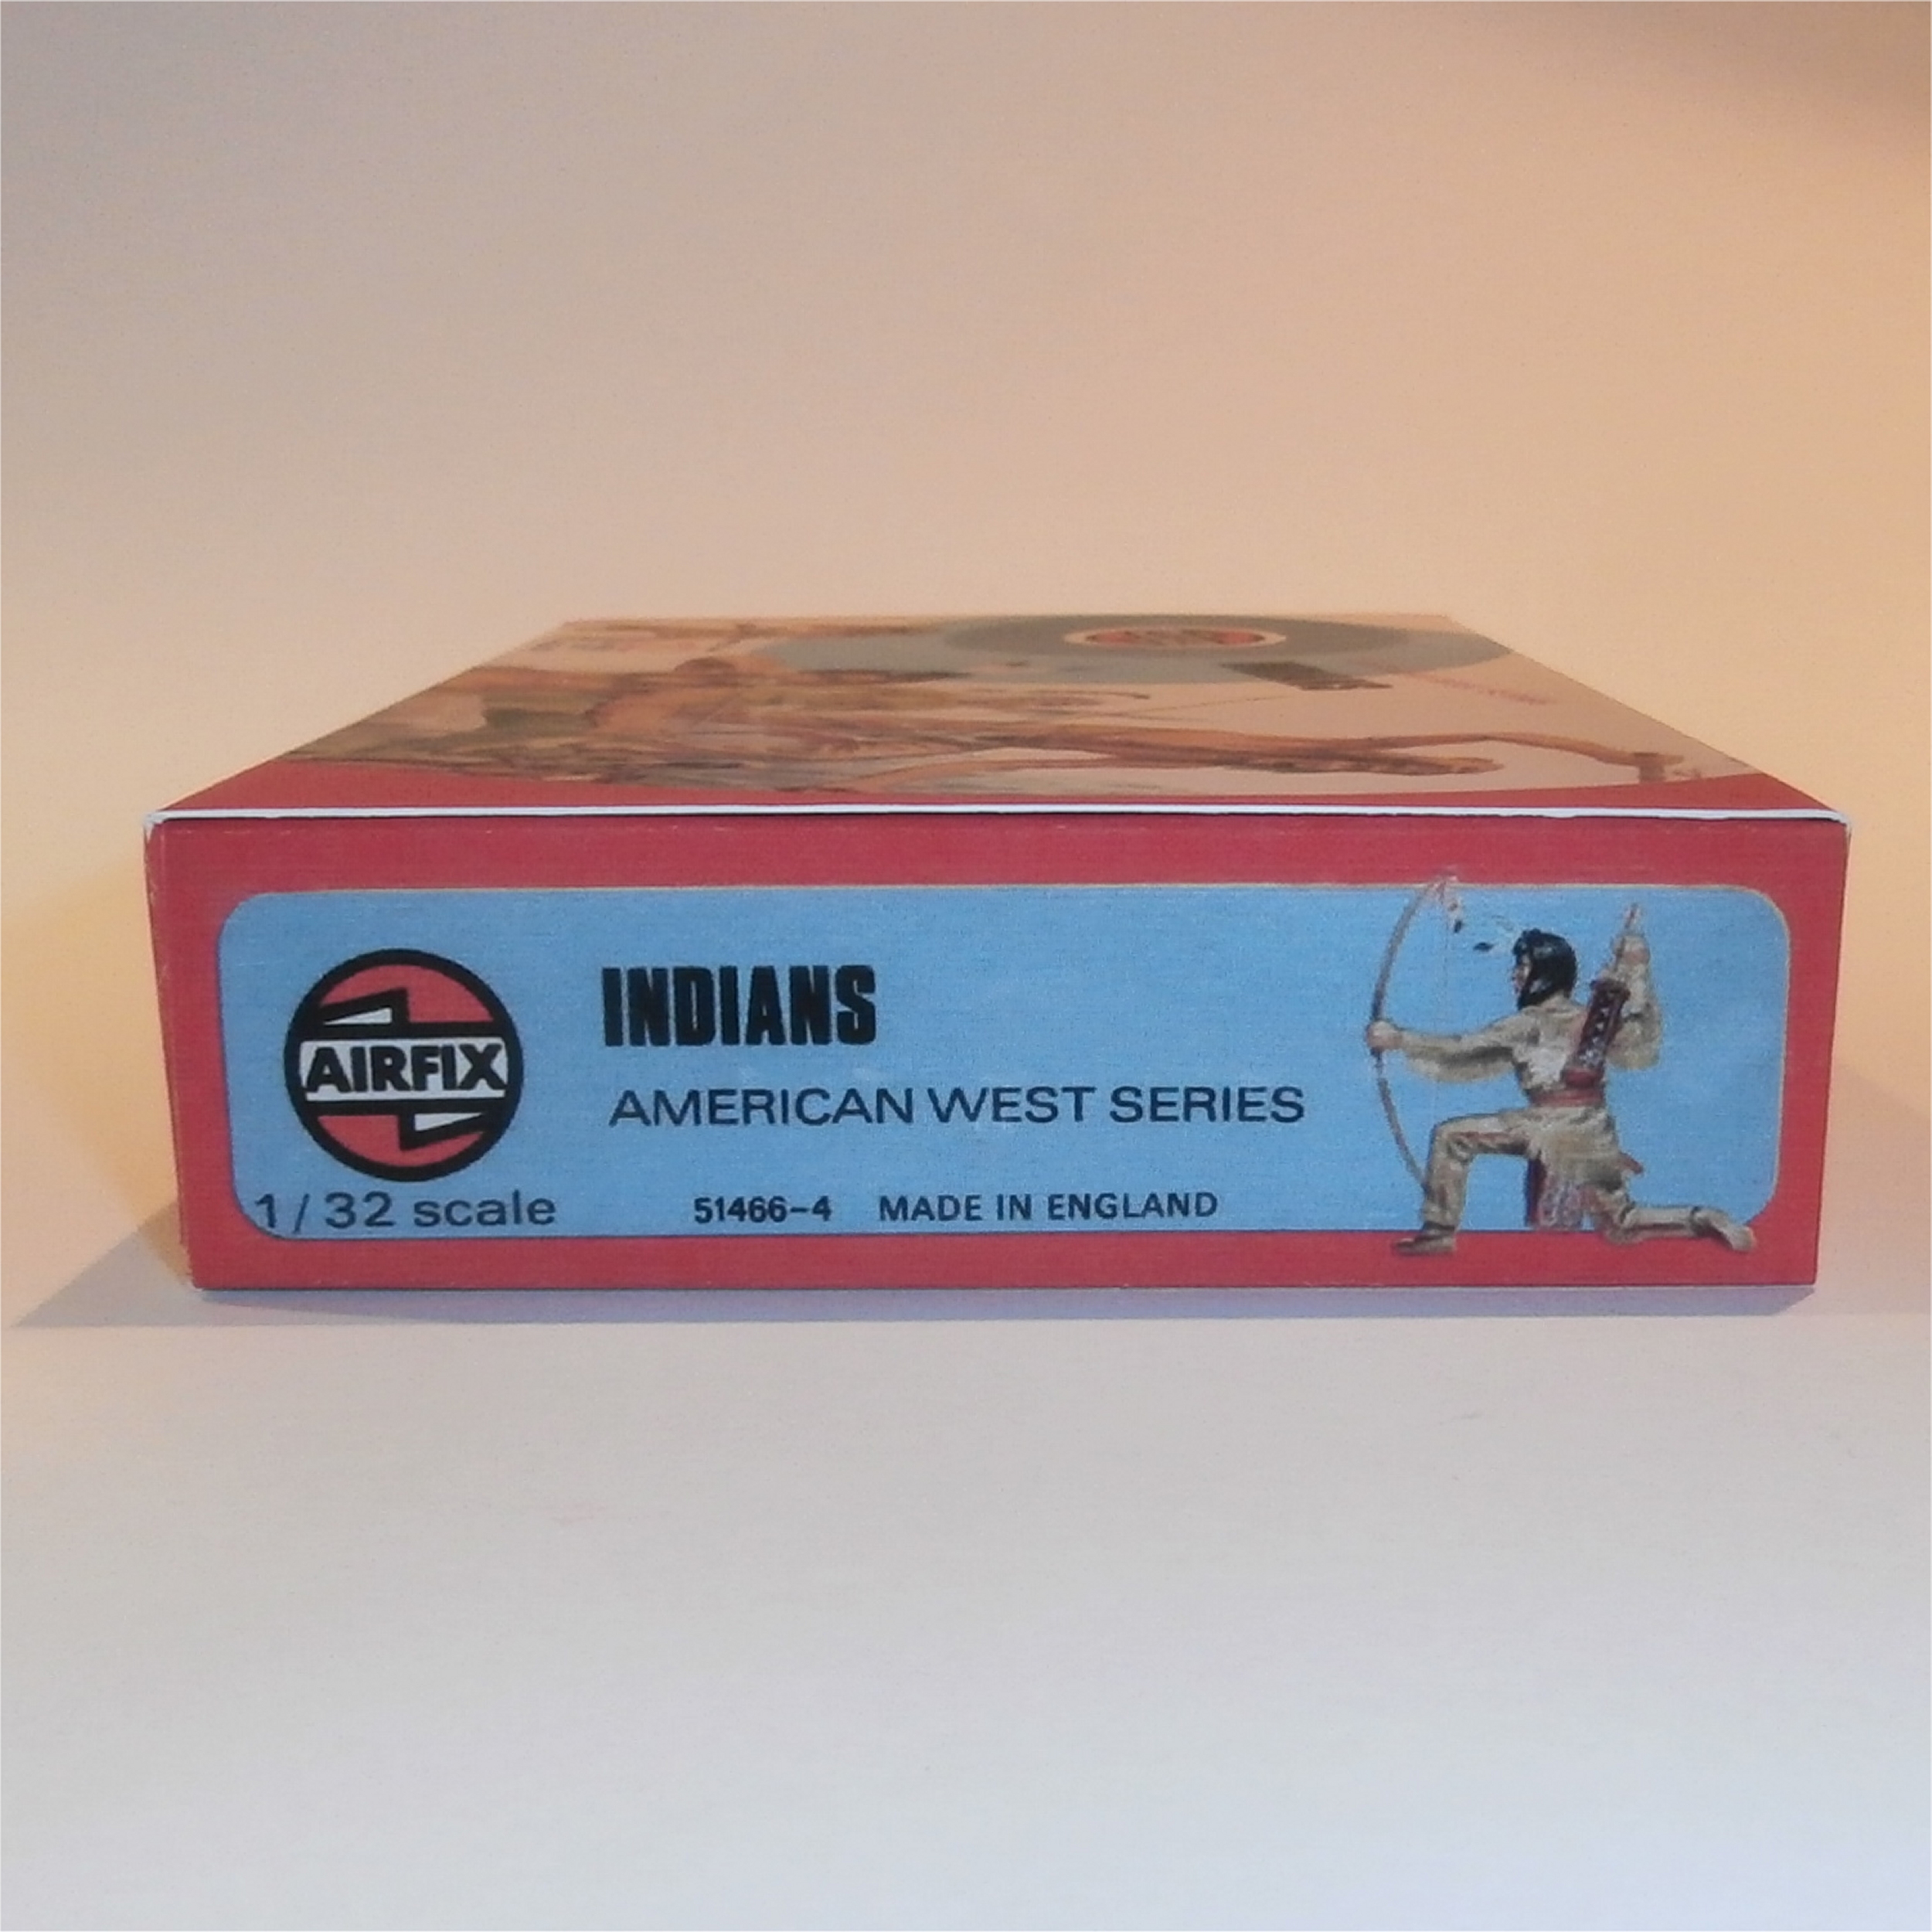 INDIANS
AIRFIX
AMERICAN WEST SERIES
1/32 scale
51466-4 MADE IN ENGLAND